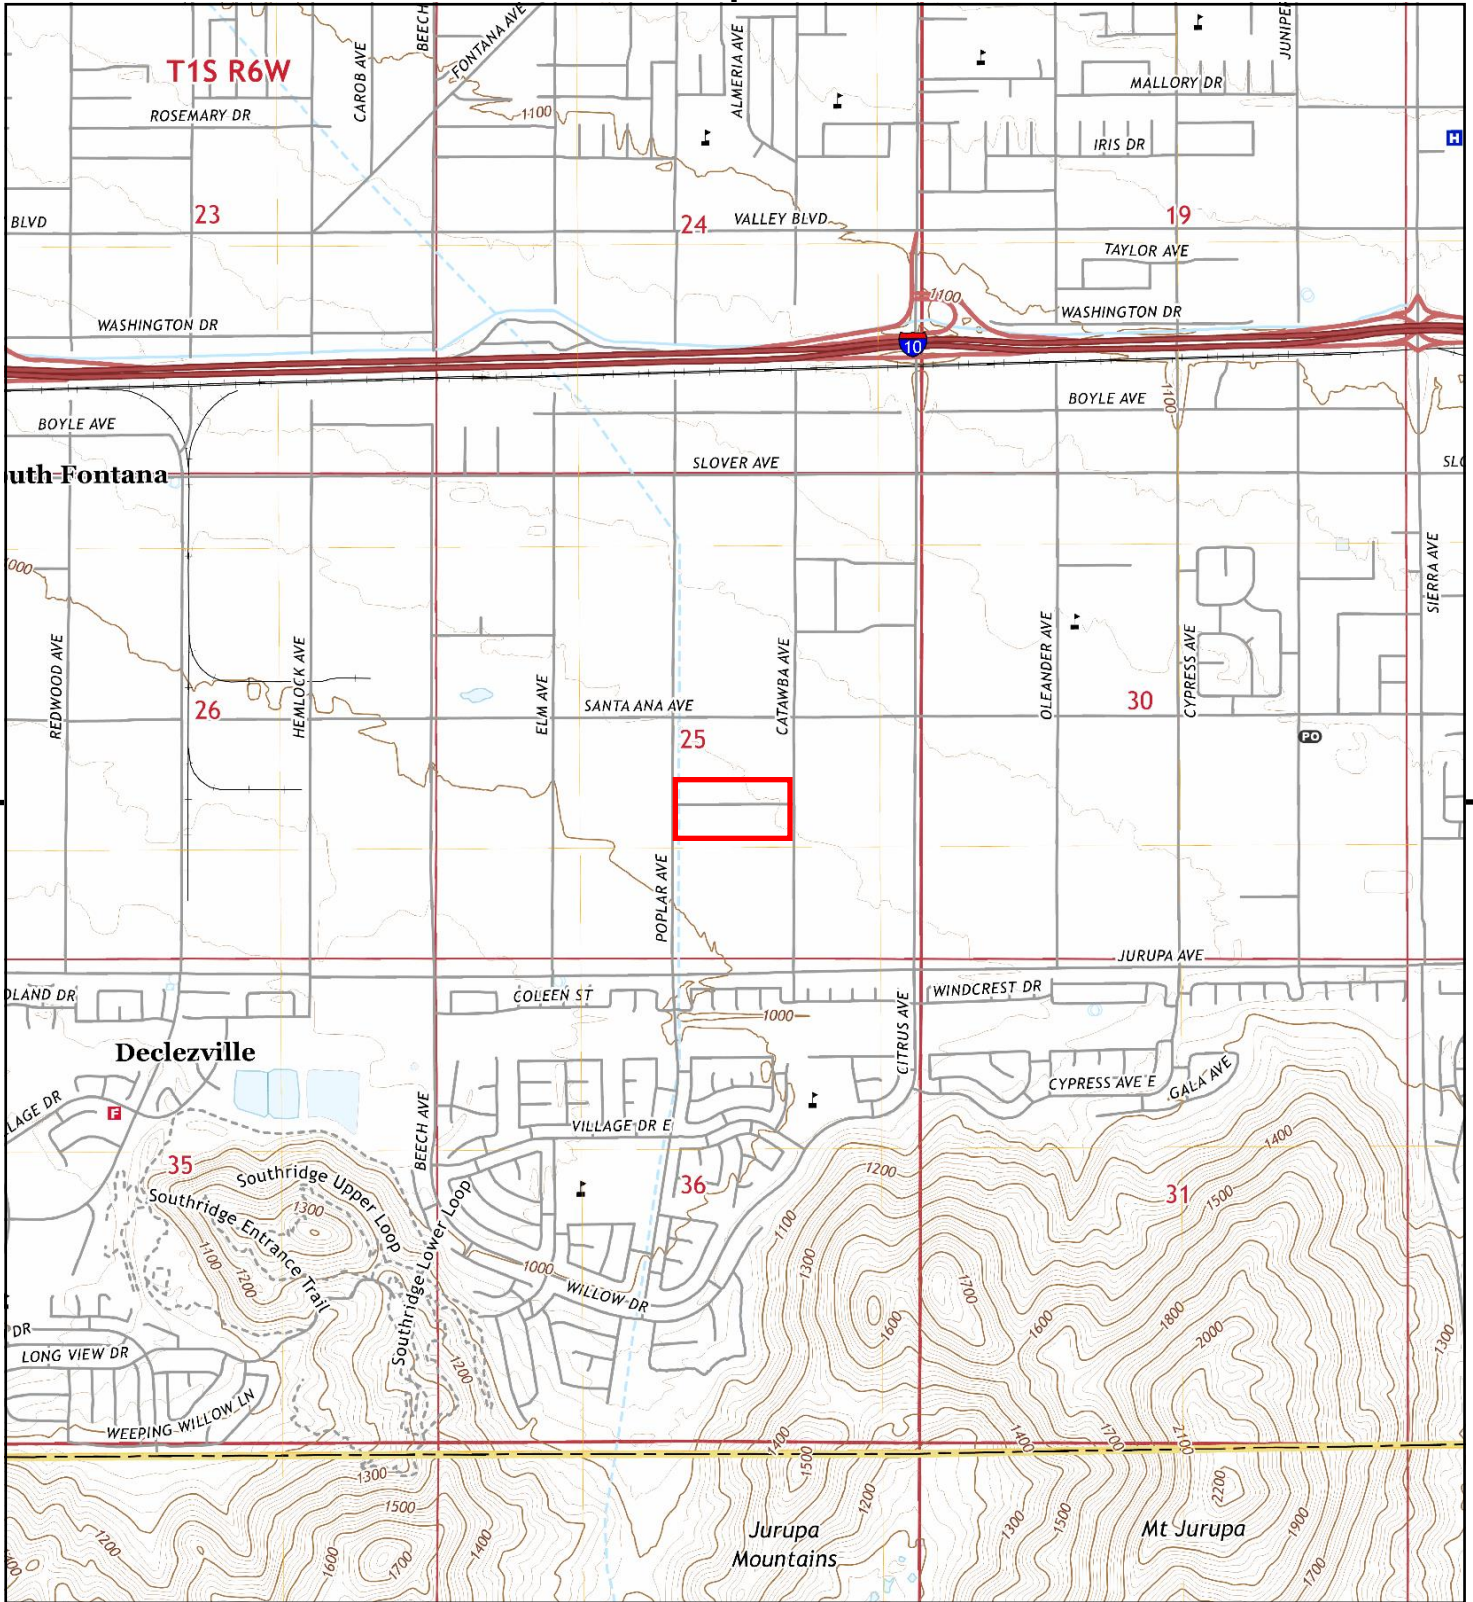 BEECH
FONTANA AVE
T1S R6W
CAROB AVE
ALMERIA AVE
MALLORY DR
ROSEMARY DR
1100
IRIS DR
H
BLVD
23
24
VALLEY BLVD
19
TAYLOR AVE
1100
WASHINGTON DR
WASHINGTON DR
10
BOYLE AVE
1100
BOYLE AVE
SLOVER AVE
uth Fontana
REDWOOD AVE
HEMLOCK AVE
ELM AVE
SANTA ANA AVE
CATAWBA AVE
OLEANDER AVE
CYPRESS AVE
SIERRA AVE
26
25
30
PO
POPLAR AVE
JURUPA AVE
DLAND DR
COLEEN ST
WINDCREST DR
1000
CITRUS AVE
Declezville
CYPRESS AVE E
GALA AVE
LAGE DR
F
BEECH AVE
VILLAGE DR E
1400
35
36
31
1200
1500
Southridge Upper Loop
Southridge Entrance Trail
Southridge Lower Loop
1300
1100
1200
1100
1300
1000
WILLOW DR
1700
1600
1600
1800
2000
1300
DR
LONG VIEW DR
1200
WEEPING WILLOW LN
1400
1500
1400
1700
2100
1300
1500
1200
1600
1700
1400
1200
1300
1500
2200
1900
1700
Jurupa
Mountains
Mt Jurupa